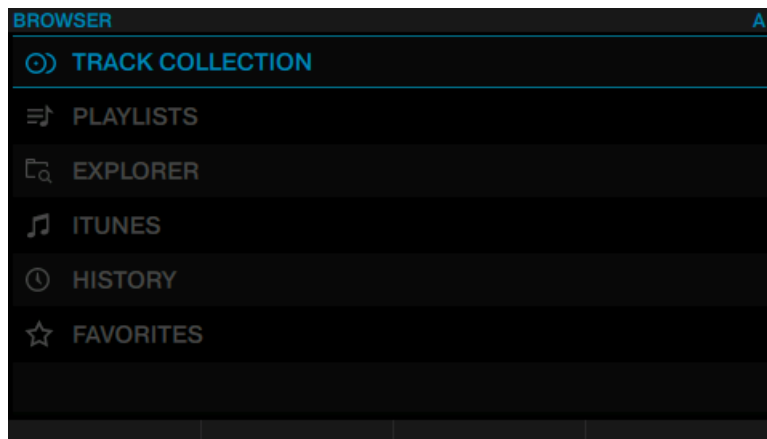 BROWSER A
TRACK COLLECTION
PLAYLISTS
EXPLORER
ITUNES
HISTORY
FAVORITES